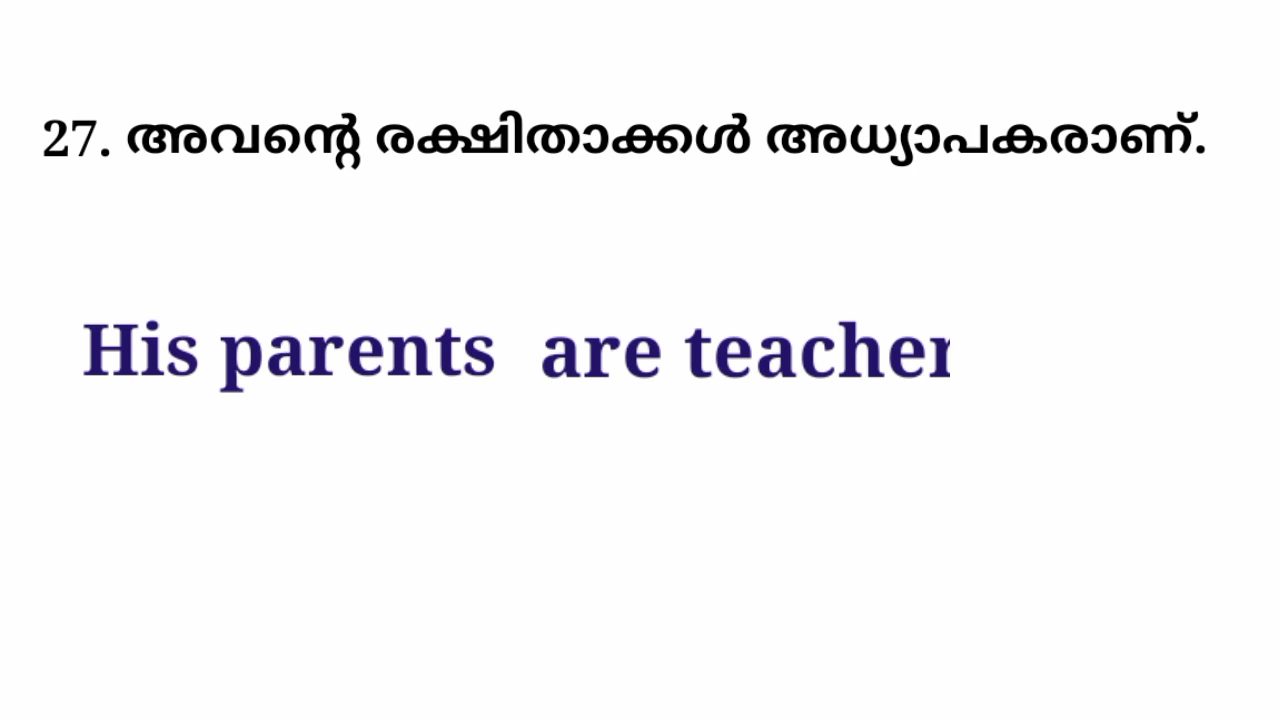 27. അവന്റെ രക്ഷിതാക്കൾ അധ്യാപകരാണ്.
His parents are teacher